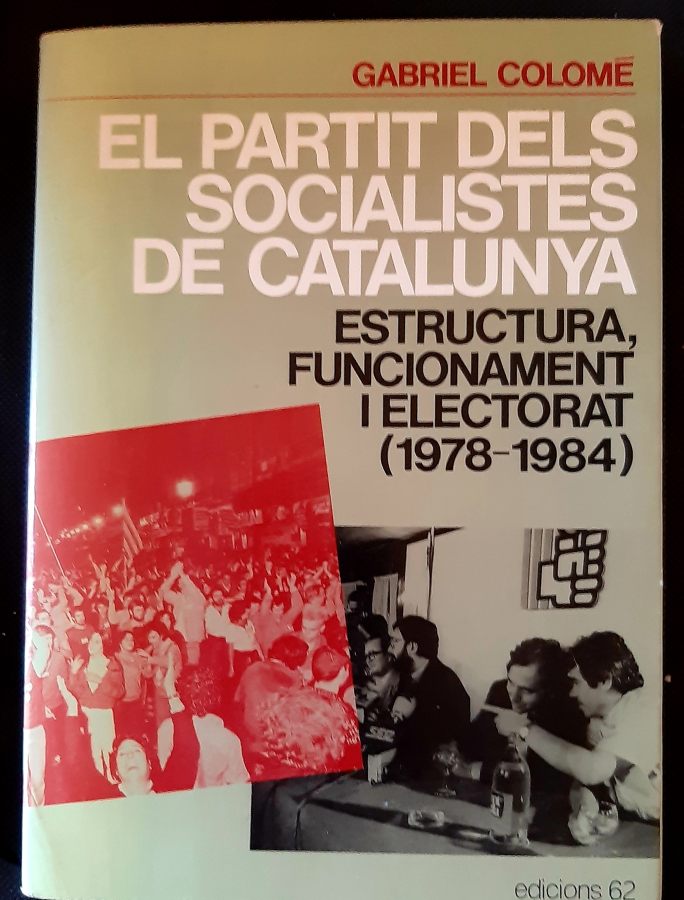 GABRIEL COLOMÉ
EL PARTIT DELS
SOCIALISTES
DE CATALUNYA
ESTRUCTURA,
FUNCIONAMENT
I ELECTORAT
(1978-1984)
edicions 62